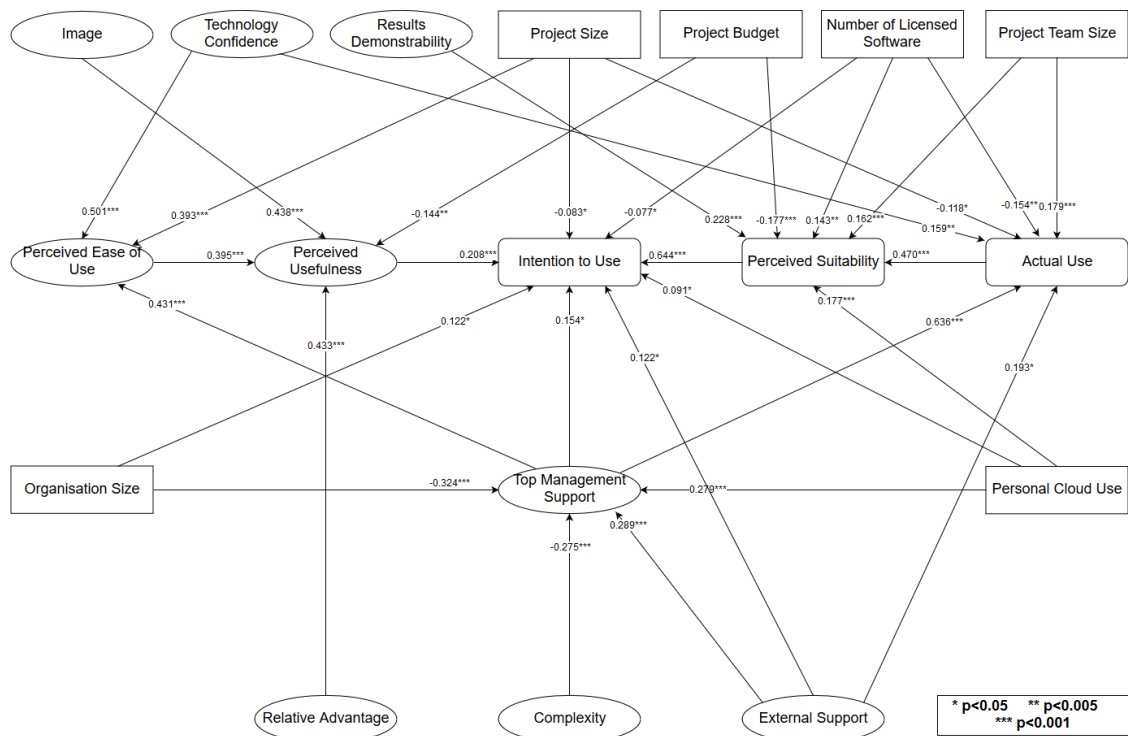 Image
Technology
Confidence
Results
Demonstrability
Project Size
Project Budget
Number of Licensed
Software
Project Team Size
0.501***
0.393***
0.438***
-0.144**
-0.083*
-0.077*
0.228***
-0.177***
0.143**
0.162***
-0.118*
0.159**
-0.154**
0.179***
Perceived Ease of
Use
0.395***
Perceived
Usefulness
0.208***
Intention to Use
0.644***
Perceived Suitability
0.470***
Actual Use
0.431***
0.122*
0.433***
0.154*
0.122*
0.091*
0.177***
0.636***
0.193*
Organisation Size
-0.324***
Top Management
Support
0.279***
Personal Cloud Use
-0.275***
0.289***
Relative Advantage
Complexity
External Support
* p<0.05 ** p<0.005
*** p<0.001